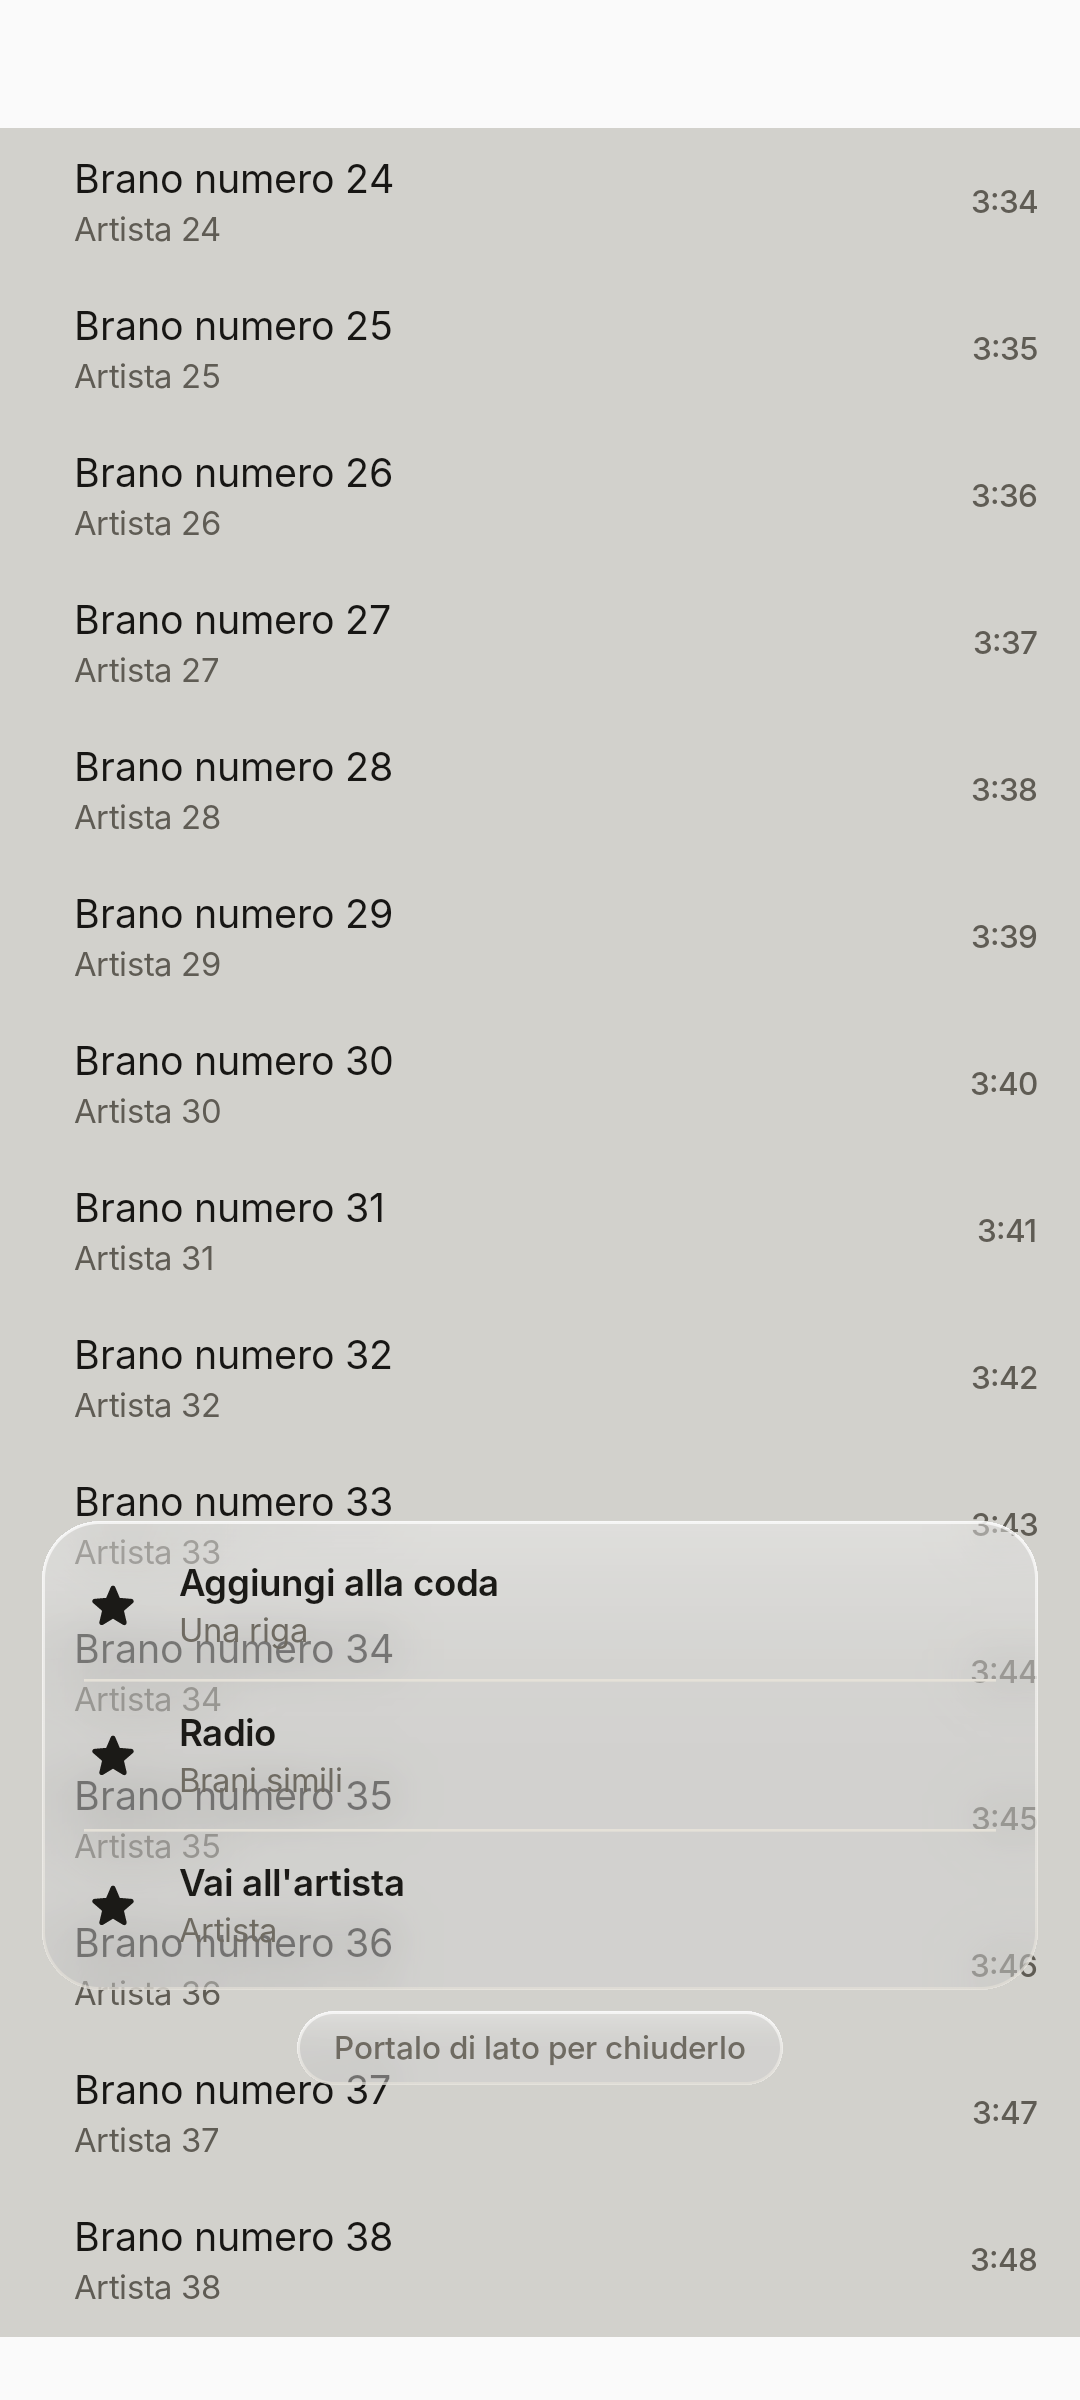 Brano numero 24
Artista 24
3:34
Brano numero 25
Artista 25
3:35
Brano numero 26
Artista 26
3:36
Brano numero 27
Artista 27
3:37
Brano numero 28
Artista 28
3:38
Brano numero 29
Artista 29
3:39
Brano numero 30
Artista 30
3:40
Brano numero 31
Artista 31
3:41
Brano numero 32
Artista 32
3:42
Brano numero 33
Artista 33
3:43
Aggiungi alla coda
Una riga
Brano numero 34
Artista 34
3:44
Radio
Brani simili
Brano numero 35
Artista 35
3:45
Vai all'artista
Artista
Brano numero 36
Artista 36
3:46
Portalo di lato per chiuderlo
Brano numero 37
Artista 37
3:47
Brano numero 38
Artista 38
3:48